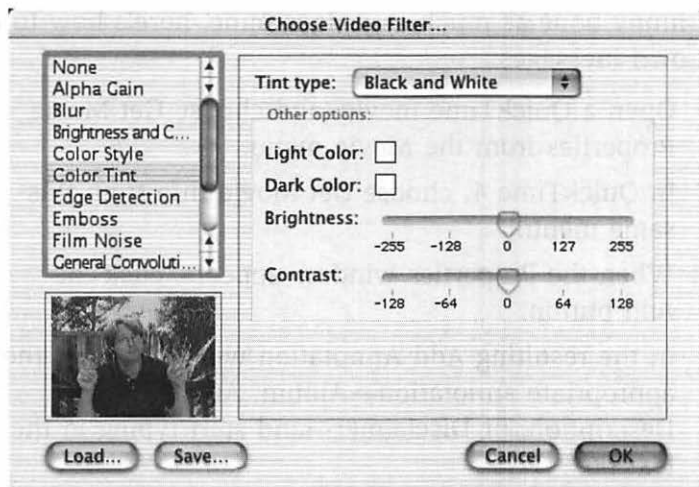 Choose Video Filter...
None
Alpha Gain
Blur
Brightness and C...
Color Style
Color Tint
Edge Detection
Emboss
Film Noise
General Convoluti...
Tint type: Black and White
Other options:
Light Color:
Dark Color:
Brightness:
-255 -128 0 127 255
Contrast:
-128 -64 0 64 128
Load... Save... Cancel OK